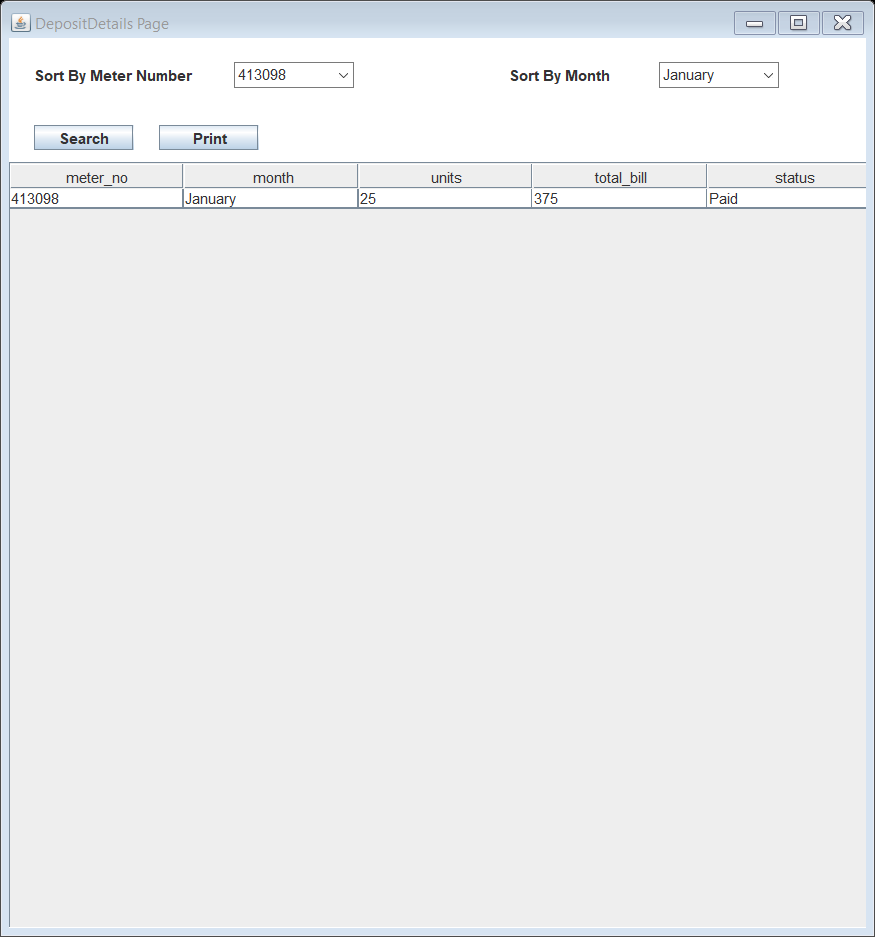 DepositDetails Page
Sort By Meter Number 413098 Sort By Month January
Search Print
meter_no month units total_bill status
413098 January 25 375 Paid